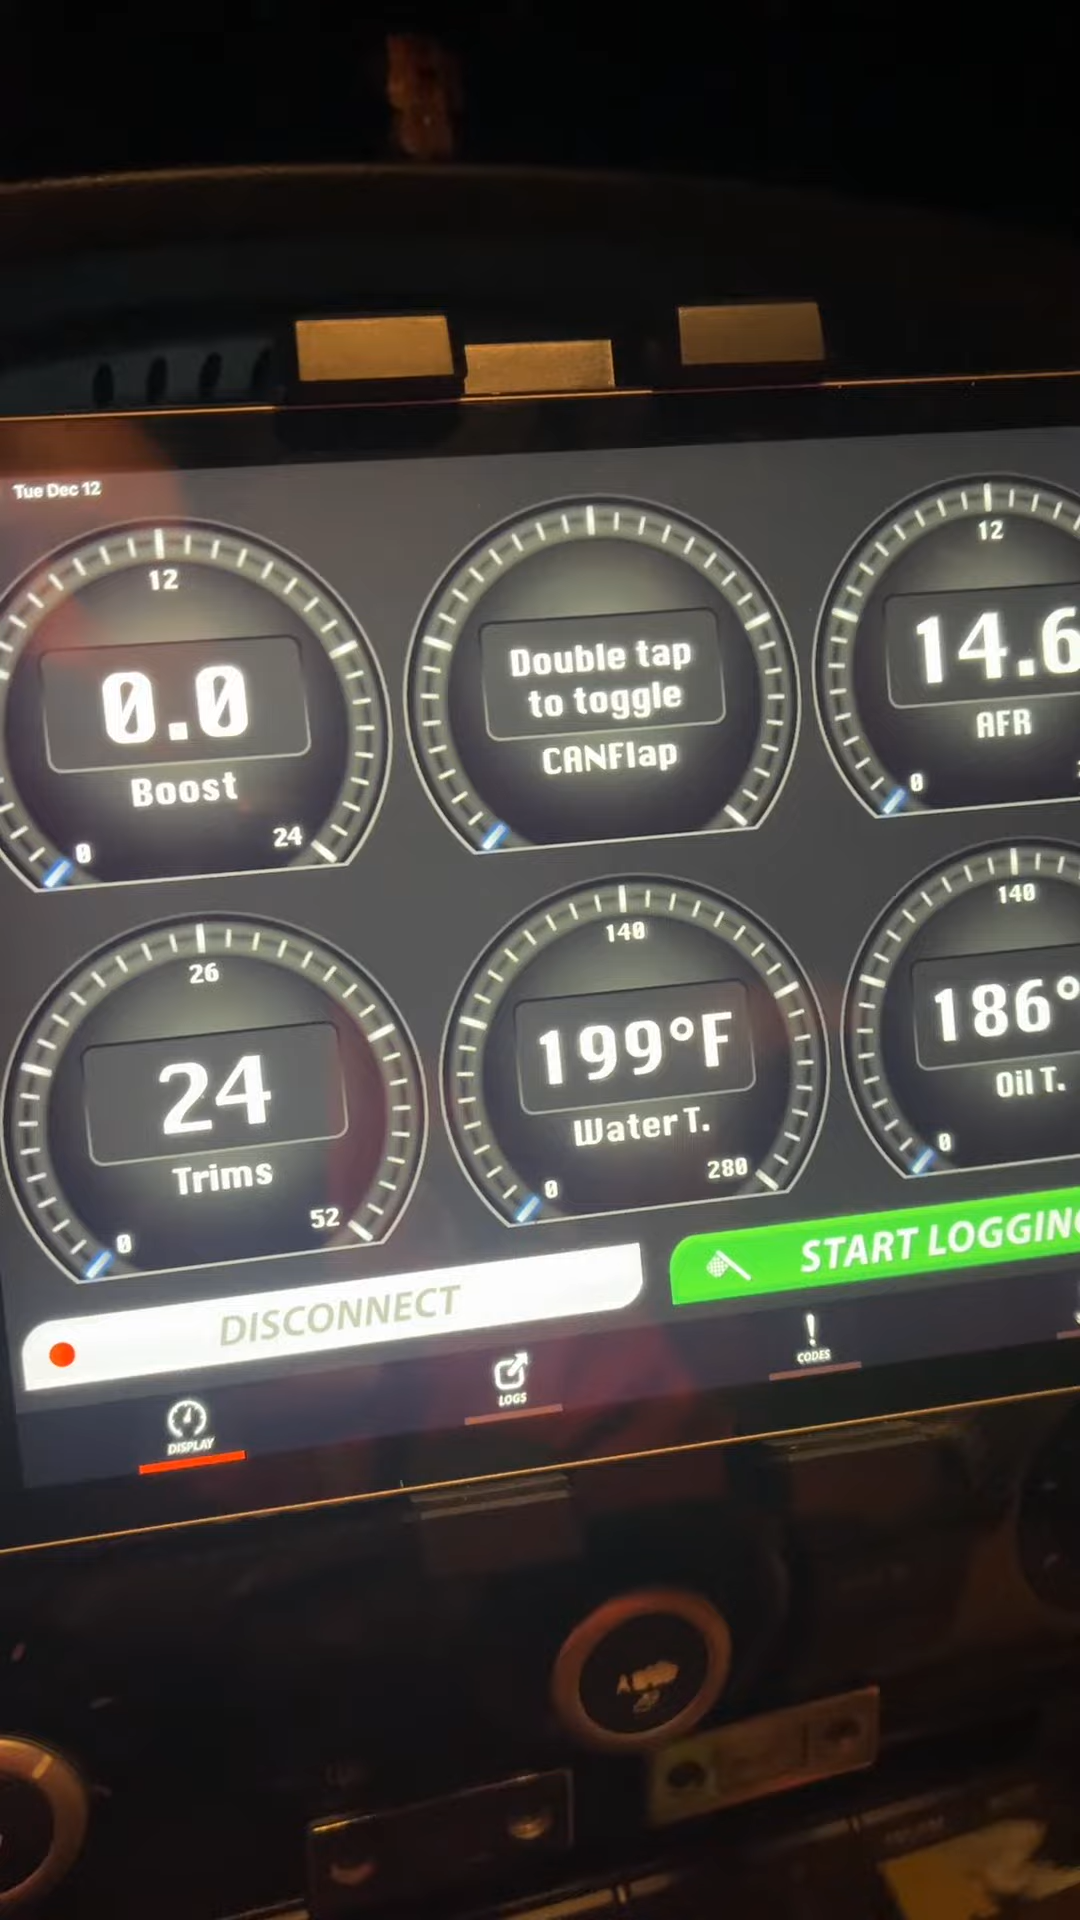 Tue Dec 12
12
0.0
Boost
0
24
Double tap
to toggle
CANFlap
12
14.6
AFR
0
26
24
Trims
0
52
140
199°F
Water T.
0
280
140
186°
Oil T.
0
DISCONNECT
START LOGGING
DISPLAY
LOGS
CODES